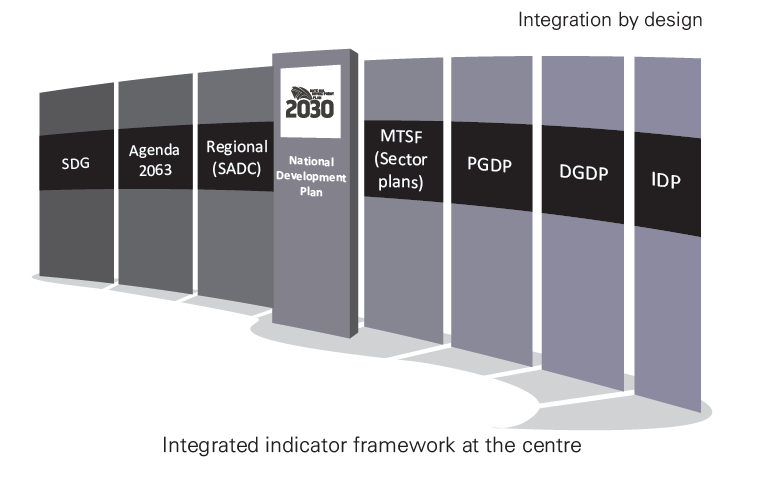 Integration by design
SDG
Agenda
2063
Regional
(SADC)
2030
National
Development
Plan
MTSF
(Sector
plans)
PGDP
DGDP
IDP
Integrated indicator framework at the centre